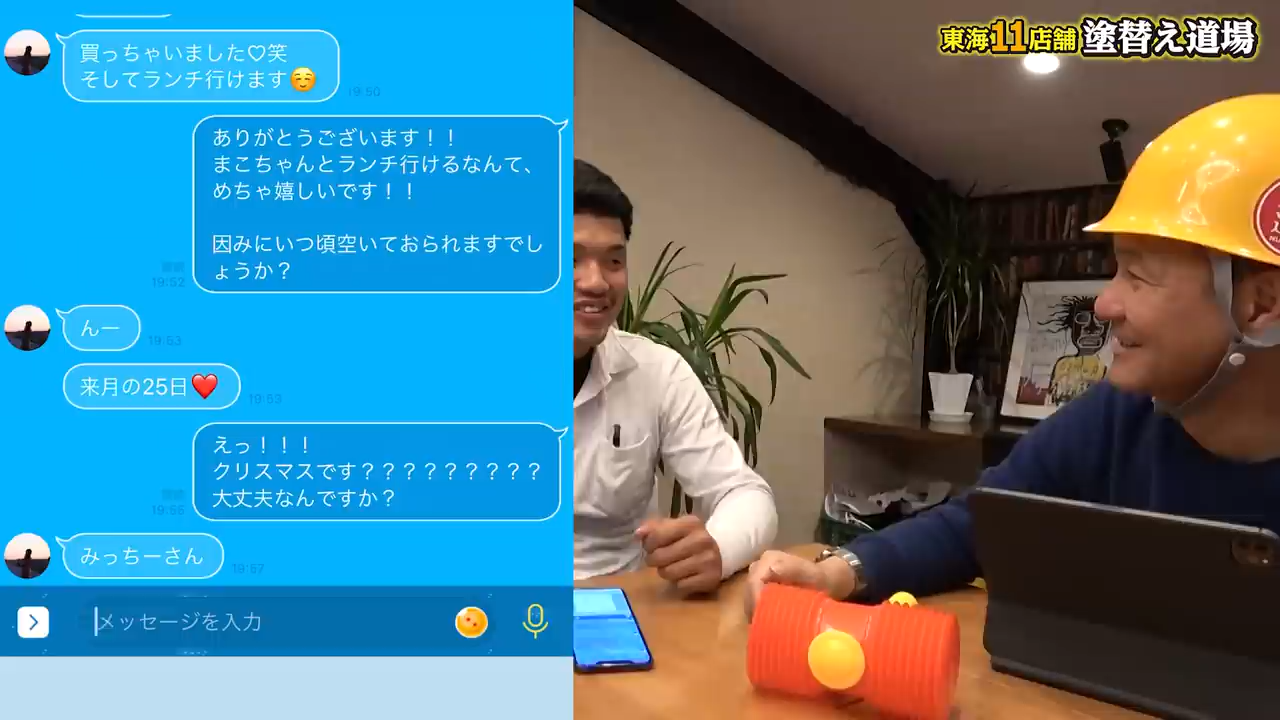 買っちゃいました♡笑
そしてランチ行けます☺️
19:50
ありがとうございます！！
まこちゃんとランチ行けるなんて、
めちゃ嬉しいです！！
因みにいつ頃空いておられますでし
ょうか？
19:52
んー
19:53
来月の25日❤️
19:53
えっ！！！
クリスマスです？？？？？？？？？
大丈夫なんですか？
みっちーさん
19:57
メッセージを入力
東海11店舗 塗替え道場